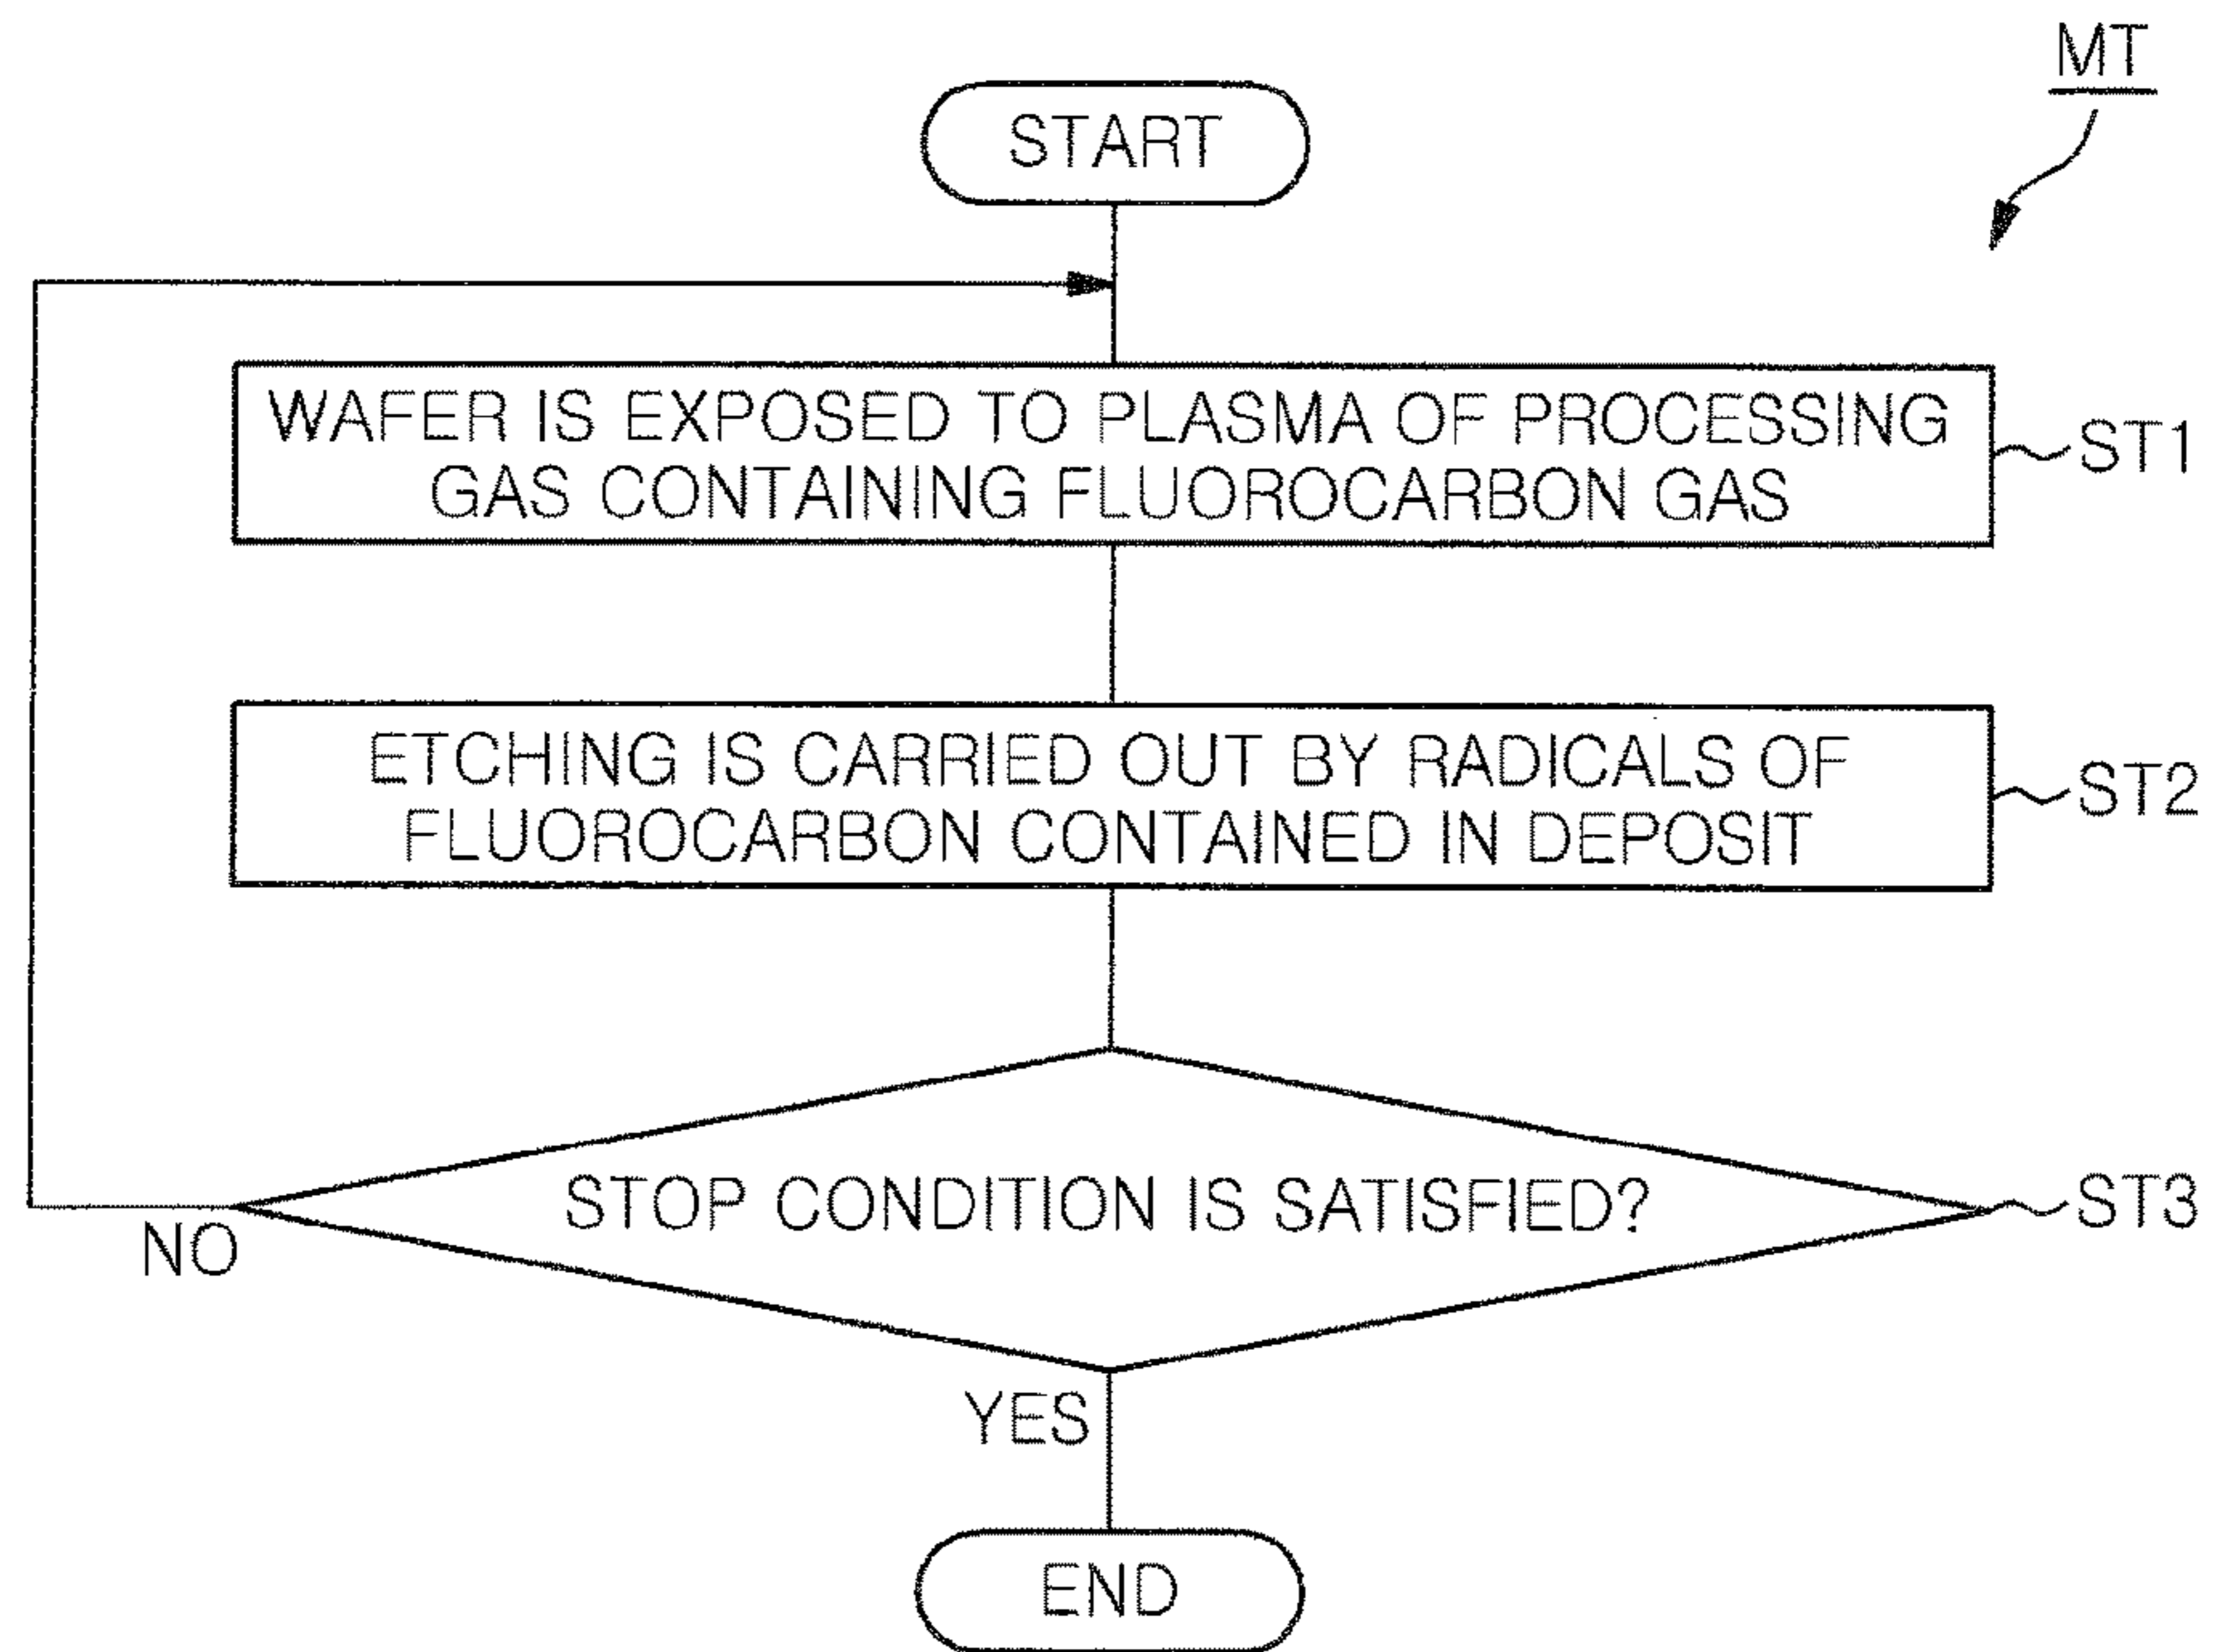 MT
START
WAFER IS EXPOSED TO PLASMA OF PROCESSING
GAS CONTAINING FLUOROCARBON GAS
ST1
ETCHING IS CARRIED OUT BY RADICALS OF
FLUOROCARBON CONTAINED IN DEPOSIT
ST2
STOP CONDITION IS SATISFIED?
ST3
NO
YES
END